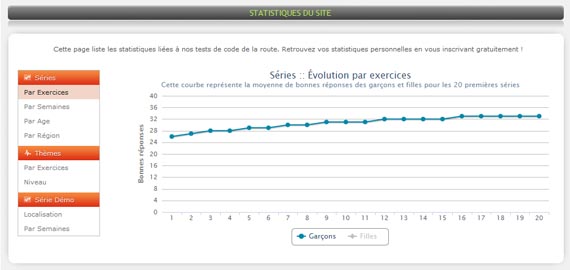 STATISTIQUES DU SITE
Cette page liste les statistiques liées à nos tests de code de la route. Retrouvez vos statistiques personnelles en vous inscrivant gratuitement !
Séries
Par Exercices
Par Semaines
Par Age
Par Région
Thèmes
Par Exercices
Niveau
Série Démo
Localisation
Par Semaines
Séries :: Évolution par exercices
Cette courbe représente la moyenne de bonnes réponses des garçons et filles pour les 20 premières séries
Bonnes réponses
40
36
32
28
24
20
16
12
8
4
0
1 2 3 4 5 6 7 8 9 10 11 12 13 14 15 16 17 18 19 20
Garçons Filles